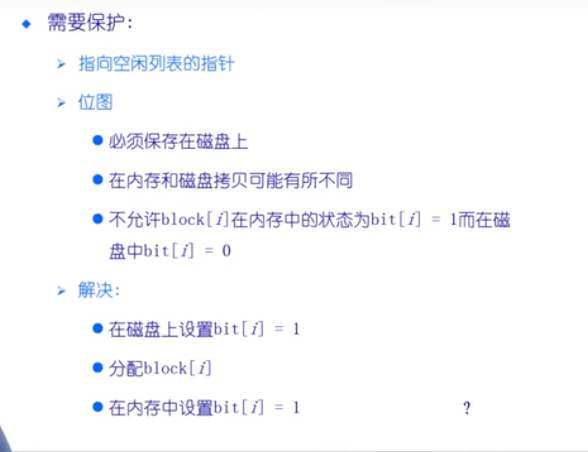 ◆ 需要保护：
➢ 指向空闲列表的指针
➢ 位图
● 必须保存在磁盘上
● 在内存和磁盘拷贝可能有所不同
● 不允许block[i]在内存中的状态为bit[i] = 1而在磁
盘中bit[i] = 0
➢ 解决：
● 在磁盘上设置bit[i] = 1
● 分配block[i]
● 在内存中设置bit[i] = 1 ?